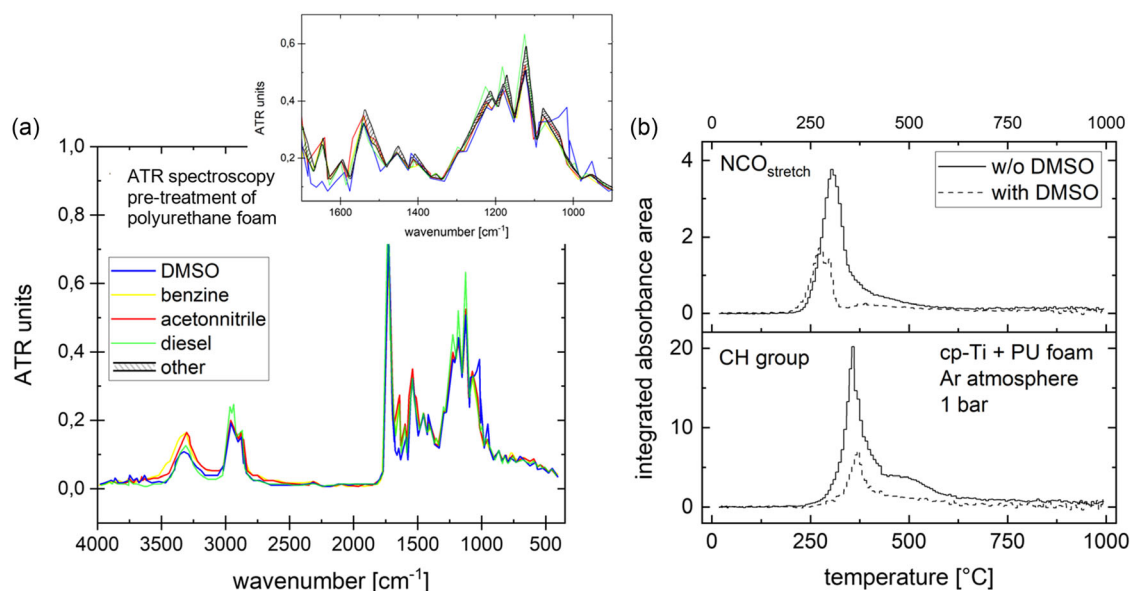 (a)
ATR units
0,6
0,4
0,2
1600 1400 1200 1000
wavenumber [cm-1]
1,0
0,8
0,6
0,4
0,2
0,0
ATR units
ATR spectroscopy
pre-treatment of
polyurethane foam
DMSO
benzine
acetonnitrile
diesel
other
4000 3500 3000 2500 2000 1500 1000 500
wavenumber [cm-1]
(b)
0 250 500 750 1000
integrated absorbance area
4
2
0
NCOstretch
w/o DMSO
with DMSO
20
10
0
CH group
cp-Ti + PU foam
Ar atmosphere
1 bar
0 250 500 750 1000
temperature [°C]